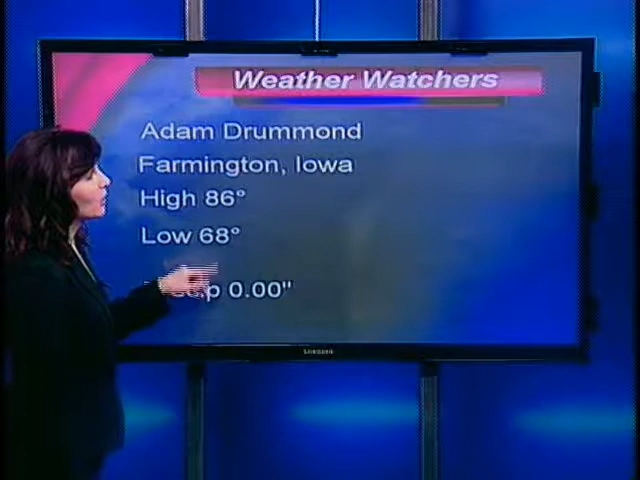 Weather Watchers
Adam Drummond
Farmington, Iowa
High 86°
Low 68°
0.00"
SAMSUNG